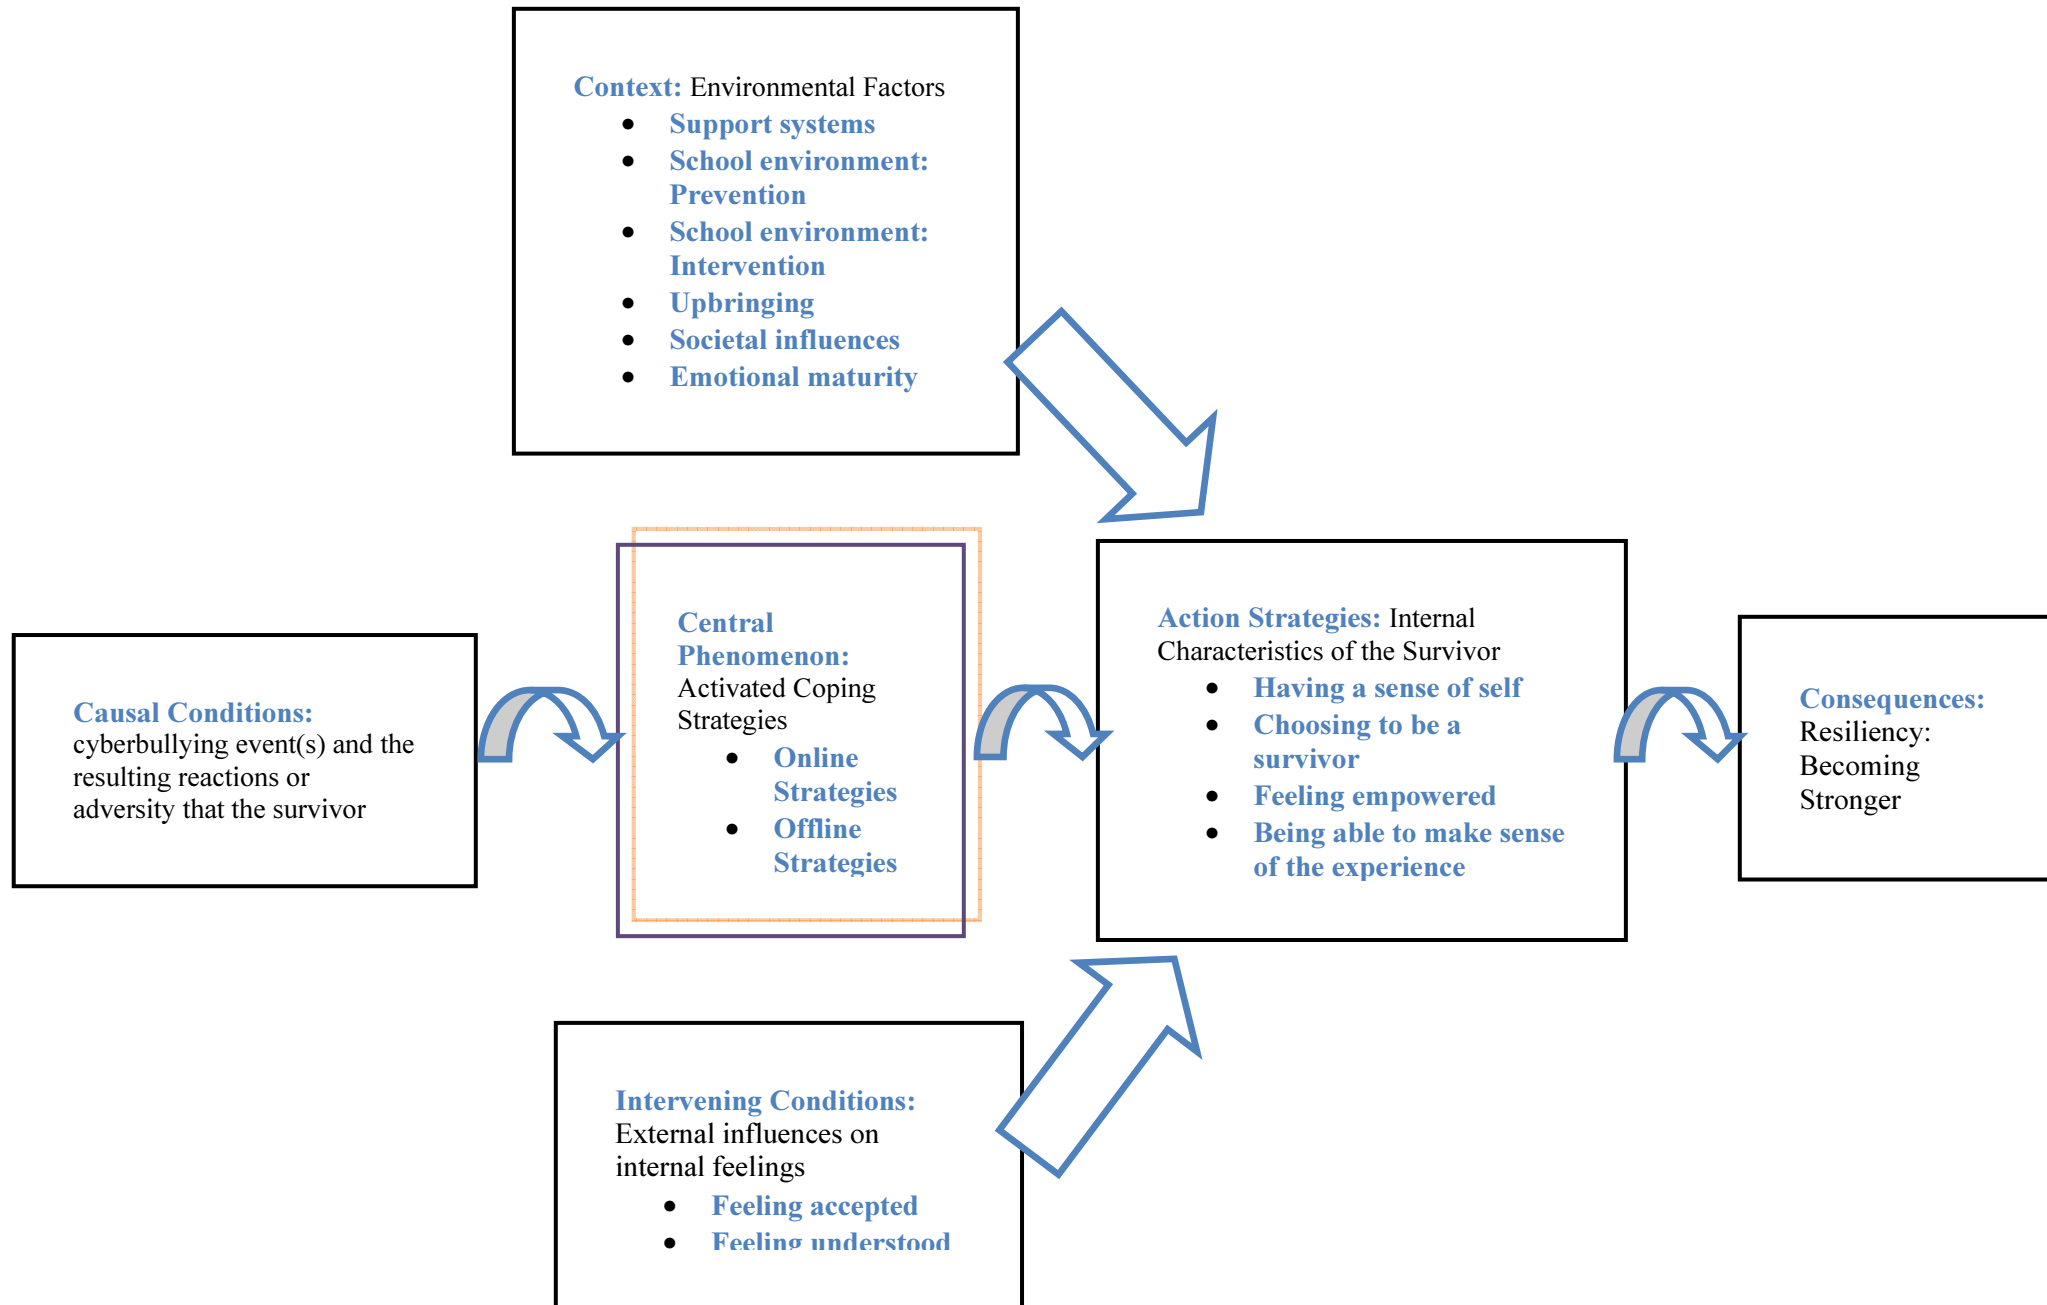 Context: Environmental Factors
• Support systems
• School environment:
Prevention
• School environment:
Intervention
• Upbringing
• Societal influences
• Emotional maturity
Causal Conditions:
cyberbullying event(s) and the
resulting reactions or
adversity that the survivor
Central
Phenomenon:
Activated Coping
Strategies
• Online
Strategies
• Offline
Strategies
Action Strategies: Internal
Characteristics of the Survivor
• Having a sense of self
• Choosing to be a
survivor
• Feeling empowered
• Being able to make sense
of the experience
Consequences:
Resiliency:
Becoming
Stronger
Intervening Conditions:
External influences on
internal feelings
• Feeling accepted
• Feeling understood